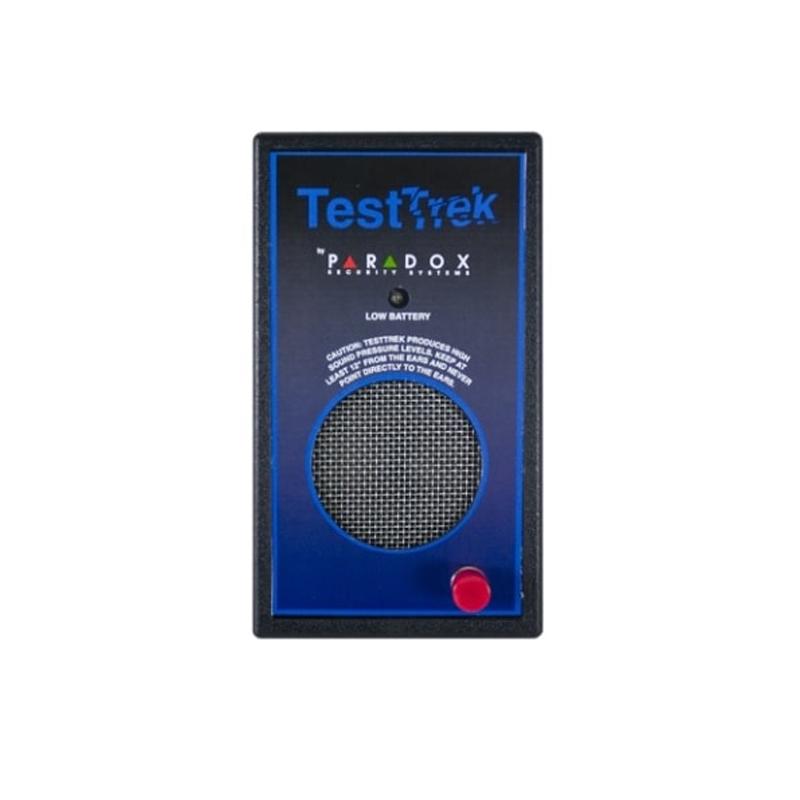 TestTrek
by PARADOX
SECURITY SYSTEMS
LOW BATTERY
CAUTION: TESTTREK PRODUCES HIGH
SOUND PRESSURE LEVELS. KEEP AT
LEAST 12" FROM THE EARS AND NEVER
POINT DIRECTLY TO THE EARS.